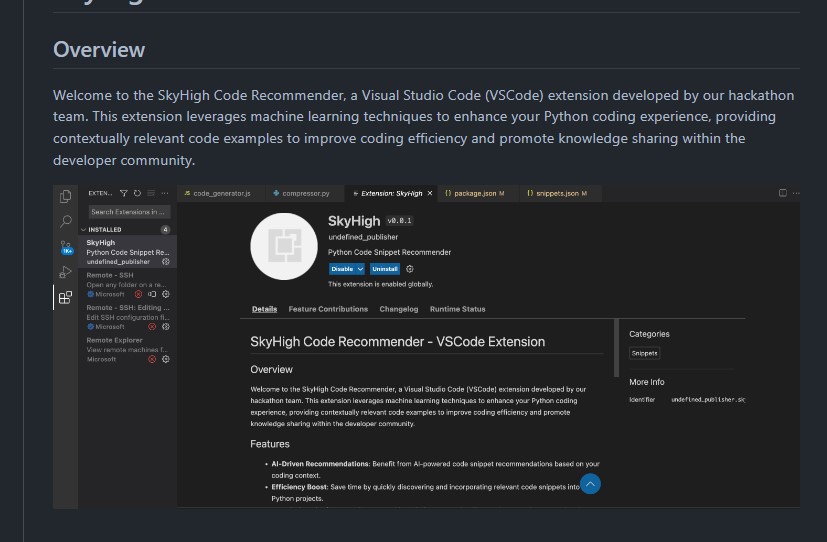 Overview
Welcome to the SkyHigh Code Recommender, a Visual Studio Code (VSCode) extension developed by our hackathon
team. This extension leverages machine learning techniques to enhance your Python coding experience, providing
contextually relevant code examples to improve coding efficiency and promote knowledge sharing within the
developer community.
EXTEN...
JS code_generator.js
compressor.py
Extension: SkyHigh
{} package.json M
{} snippets.json M
Search Extensions in ...
INSTALLED 4
SkyHigh
Python Code Snippet Re...
undefined_publisher
1K+
Remote - SSH
Open any folder on a re...
Microsoft
Remote - SSH: Editing ...
Edit SSH configuration fi...
Microsoft
Remote Explorer
View remote machines f...
Microsoft
SkyHigh v0.0.1
undefined_publisher
Python Code Snippet Recommender
Disable Uninstall
This extension is enabled globally.
Details Feature Contributions Changelog Runtime Status
SkyHigh Code Recommender - VSCode Extension
Overview
Welcome to the SkyHigh Code Recommender, a Visual Studio Code (VSCode) extension developed by our
hackathon team. This extension leverages machine learning techniques to enhance your Python coding
experience, providing contextually relevant code examples to improve coding efficiency and promote
knowledge sharing within the developer community.
Features
• AI-Driven Recommendations: Benefit from AI-powered code snippet recommendations based on your
coding context.
• Efficiency Boost: Save time by quickly discovering and incorporating relevant code snippets into
Python projects.
Categories
Snippets
More Info
Identifier undefined_publisher.sk